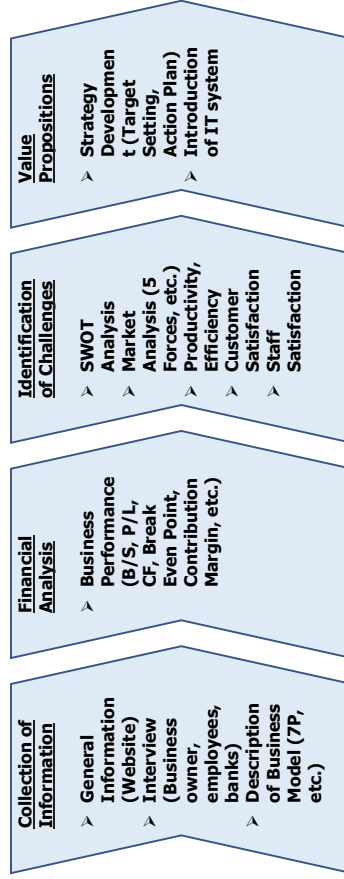 Collection of
Information
➢ General
Information
(Website)
➢ Interview
(Business
owner,
employees,
banks)
➢ Description
of Business
Model (7P,
etc.)
Financial
Analysis
➢ Business
Performance
(B/S, P/L,
CF, Break
Even Point,
Contribution
Margin, etc.)
Identification
of Challenges
➢ SWOT
Analysis
➢ Market
Analysis (5
Forces, etc.)
➢ Productivity,
Efficiency
➢ Customer
Satisfaction
➢ Staff
Satisfaction
Value
Propositions
➢ Strategy
Developmen
t (Target
Setting,
Action Plan)
➢ Introduction
of IT system